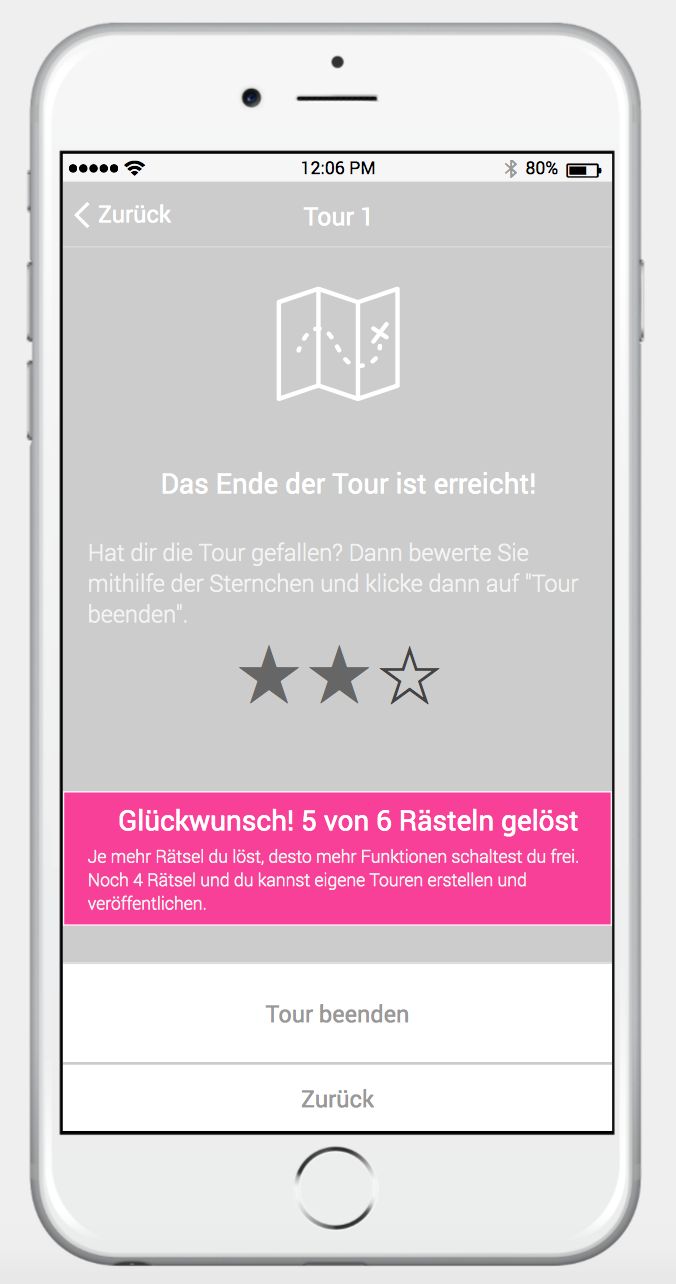 12:06 PM 80%
Zurück Tour 1
Das Ende der Tour ist erreicht!
Hat dir die Tour gefallen? Dann bewerte Sie
mithilfe der Sternchen und klicke dann auf "Tour
beenden".
Glückwunsch! 5 von 6 Rästeln gelöst
Je mehr Rätsel du löst, desto mehr Funktionen schaltest du frei.
Noch 4 Rätsel und du kannst eigene Touren erstellen und
veröffentlichen.
Tour beenden
Zurück